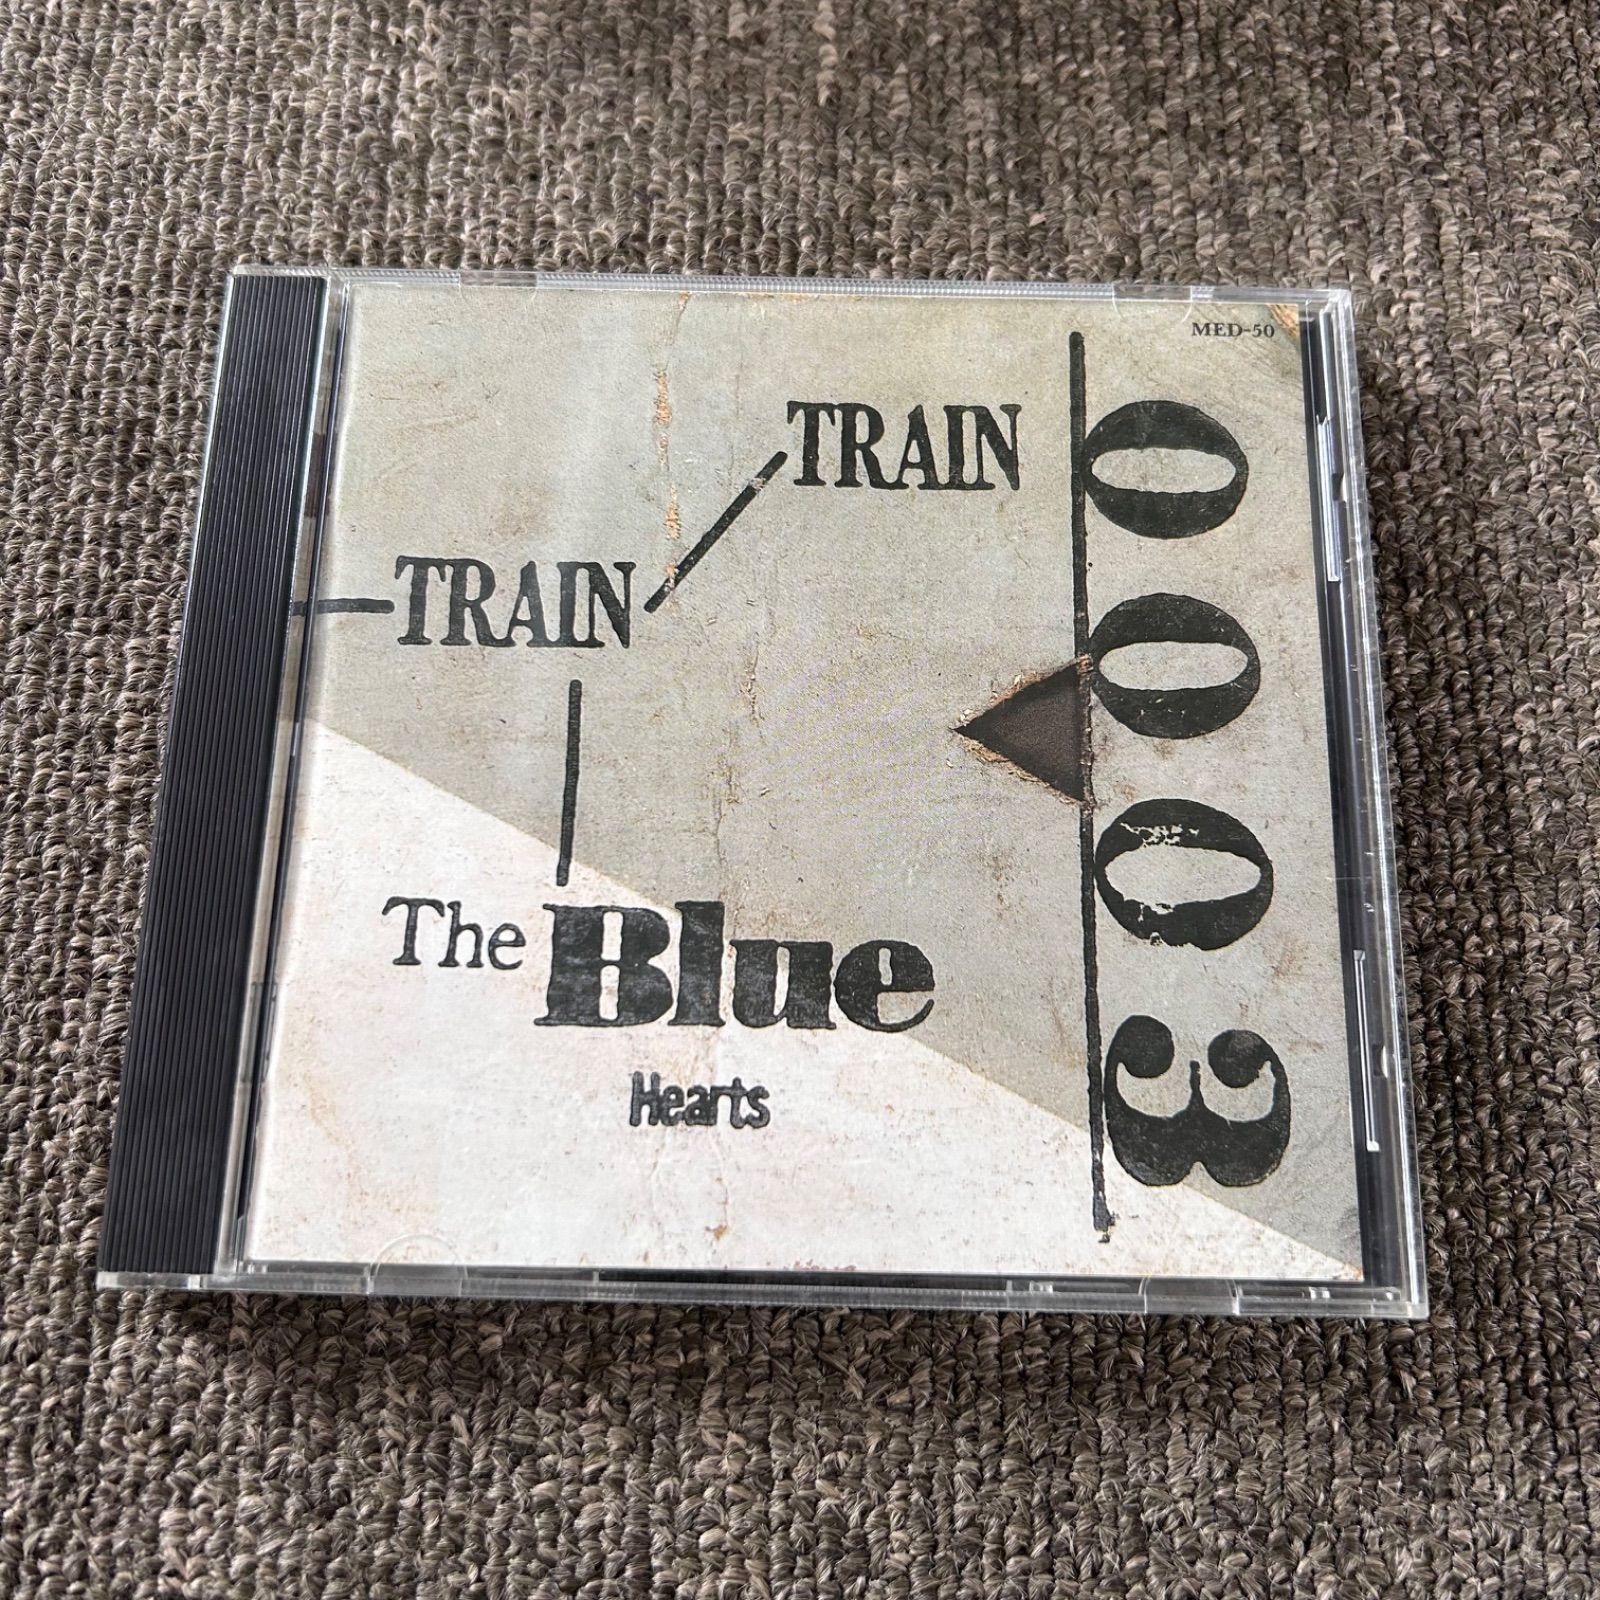 MED-50
TRAIN
TRAIN
The Blue
Hearts
0003